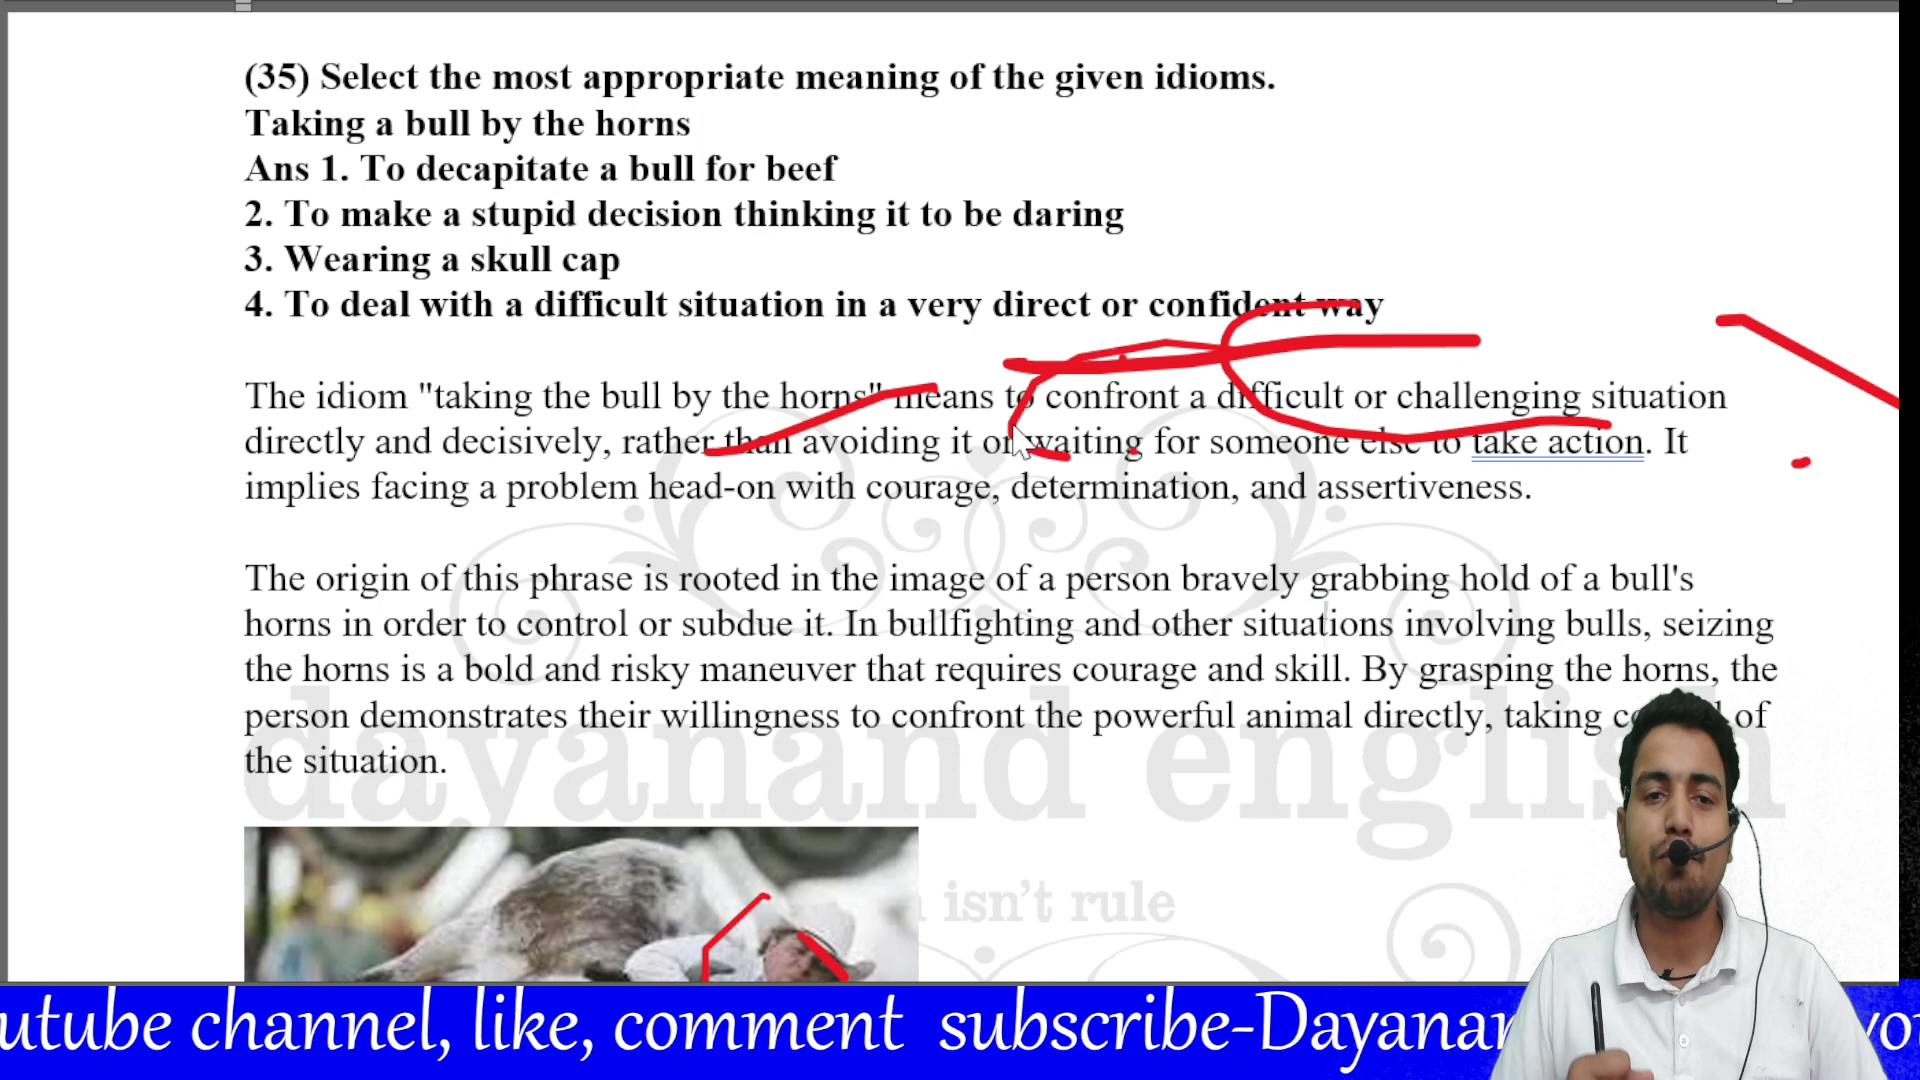 (35) Select the most appropriate meaning of the given idioms.
Taking a bull by the horns
Ans 1. To decapitate a bull for beef
2. To make a stupid decision thinking it to be daring
3. Wearing a skull cap
4. To deal with a difficult situation in a very direct or confident way
The idiom "taking the bull by the horns" means to confront a difficult or challenging situation
directly and decisively, rather than avoiding it or waiting for someone else to take action. It
implies facing a problem head-on with courage, determination, and assertiveness.
The origin of this phrase is rooted in the image of a person bravely grabbing hold of a bull's
horns in order to control or subdue it. In bullfighting and other situations involving bulls, seizing
the horns is a bold and risky maneuver that requires courage and skill. By grasping the horns, the
person demonstrates their willingness to confront the powerful animal directly, taking of
the situation.
dayanand english
isn't rule
channel, like, comment subscribe-